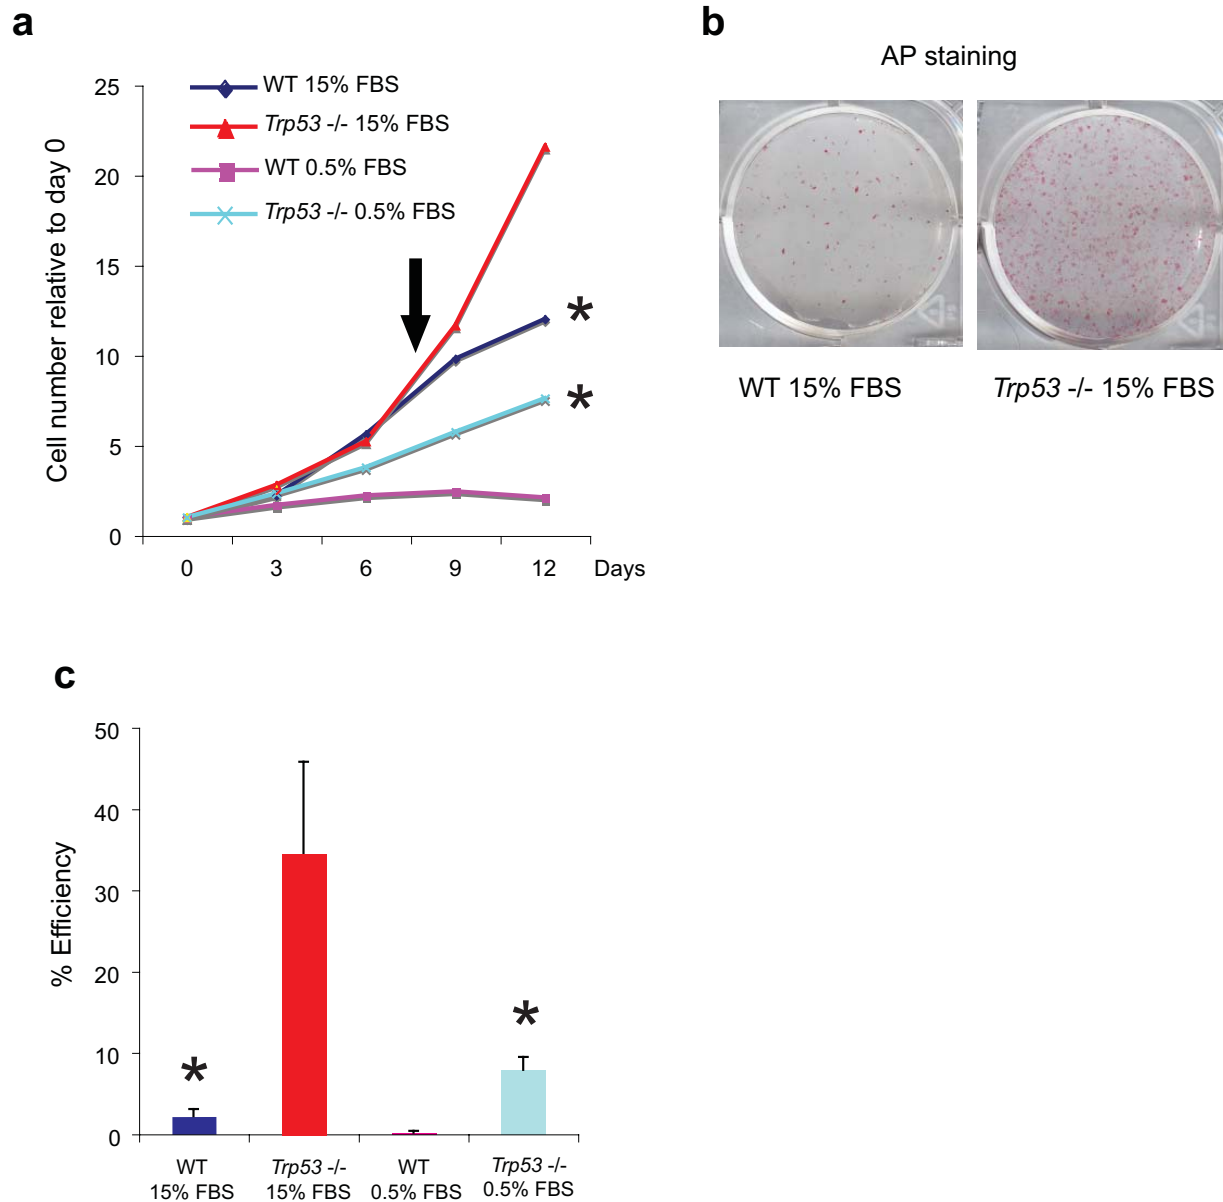 a
25
20
15
10
5
0
Cell number relative to day 0
WT 15% FBS
Trp53 -/- 15% FBS
WT 0.5% FBS
Trp53 -/- 0.5% FBS
*
*
0 3 6 9 12 Days
b
AP staining
WT 15% FBS
Trp53 -/- 15% FBS
c
50
40
30
20
10
0
% Efficiency
*
*
WT
15% FBS
Trp53 -/-
15% FBS
WT
0.5% FBS
Trp53 -/-
0.5% FBS